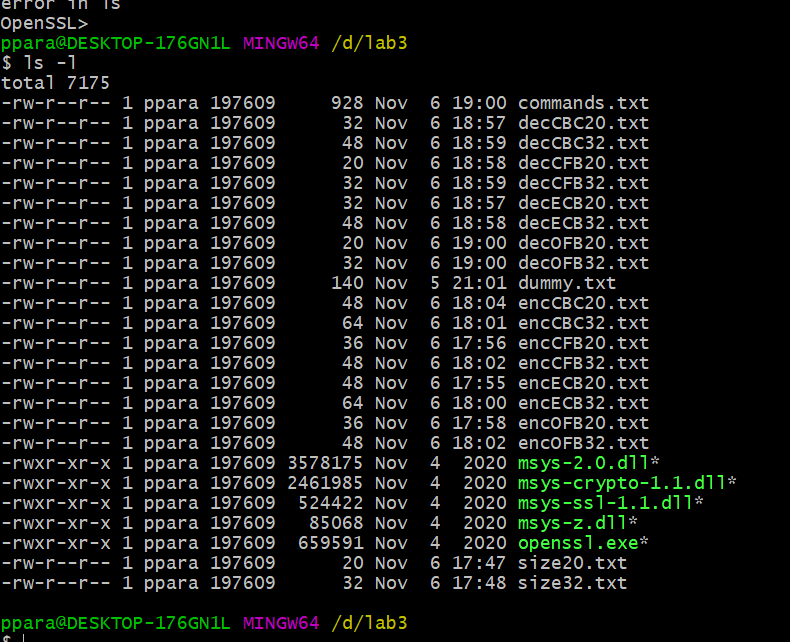 error in ls
OpenSSL>
ppara@DESKTOP-176GN1L MINGW64 /d/lab3
$ ls -l
total 7175
-rw-r--r-- 1 ppara 197609     928 Nov  6 19:00 commands.txt
-rw-r--r-- 1 ppara 197609      32 Nov  6 18:57 decCBC20.txt
-rw-r--r-- 1 ppara 197609      48 Nov  6 18:59 decCBC32.txt
-rw-r--r-- 1 ppara 197609      20 Nov  6 18:58 decCFB20.txt
-rw-r--r-- 1 ppara 197609      32 Nov  6 18:59 decCFB32.txt
-rw-r--r-- 1 ppara 197609      32 Nov  6 18:57 decECB20.txt
-rw-r--r-- 1 ppara 197609      48 Nov  6 18:58 decECB32.txt
-rw-r--r-- 1 ppara 197609      20 Nov  6 19:00 decOFB20.txt
-rw-r--r-- 1 ppara 197609      32 Nov  6 19:00 decOFB32.txt
-rw-r--r-- 1 ppara 197609     140 Nov  5 21:01 dummy.txt
-rw-r--r-- 1 ppara 197609      48 Nov  6 18:04 encCBC20.txt
-rw-r--r-- 1 ppara 197609      64 Nov  6 18:01 encCBC32.txt
-rw-r--r-- 1 ppara 197609      36 Nov  6 17:56 encCFB20.txt
-rw-r--r-- 1 ppara 197609      48 Nov  6 18:02 encCFB32.txt
-rw-r--r-- 1 ppara 197609      48 Nov  6 17:55 encECB20.txt
-rw-r--r-- 1 ppara 197609      64 Nov  6 18:00 encECB32.txt
-rw-r--r-- 1 ppara 197609      36 Nov  6 17:58 encOFB20.txt
-rw-r--r-- 1 ppara 197609      48 Nov  6 18:02 encOFB32.txt
-rwxr-xr-x 1 ppara 197609 3578175 Nov  4  2020 msys-2.0.dll*
-rwxr-xr-x 1 ppara 197609 2461985 Nov  4  2020 msys-crypto-1.1.dll*
-rwxr-xr-x 1 ppara 197609  524422 Nov  4  2020 msys-ssl-1.1.dll*
-rwxr-xr-x 1 ppara 197609   85068 Nov  4  2020 msys-z.dll*
-rwxr-xr-x 1 ppara 197609  659591 Nov  4  2020 openssl.exe*
-rw-r--r-- 1 ppara 197609      20 Nov  6 17:47 size20.txt
-rw-r--r-- 1 ppara 197609      32 Nov  6 17:48 size32.txt
ppara@DESKTOP-176GN1L MINGW64 /d/lab3
$